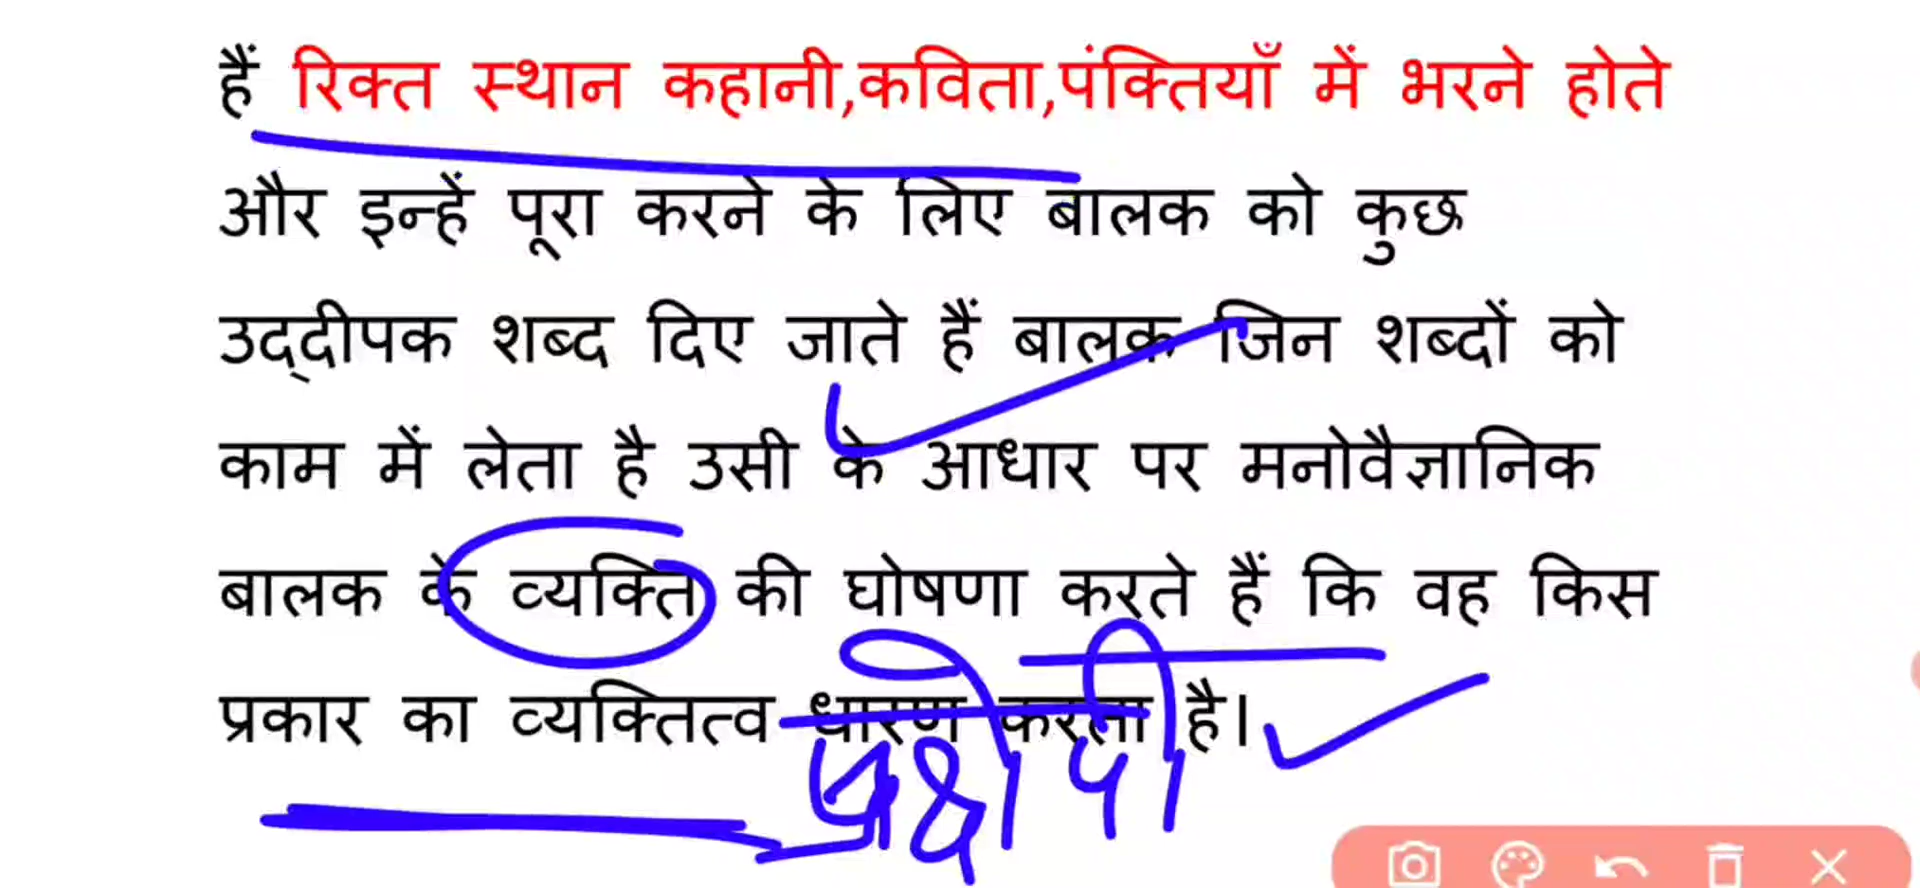 हैं रिक्त स्थान कहानी,कविता,पंक्तियाँ में भरने होते
और इन्हें पूरा करने के लिए बालक को कुछ
उद्दीपक शब्द दिए जाते हैं बालक जिन शब्दों को
काम में लेता है उसी के आधार पर मनोवैज्ञानिक
बालक के व्यक्ति की घोषणा करते हैं कि वह किस
प्रकार का व्यक्तित्व धारण करता है।
प्रक्षेपी